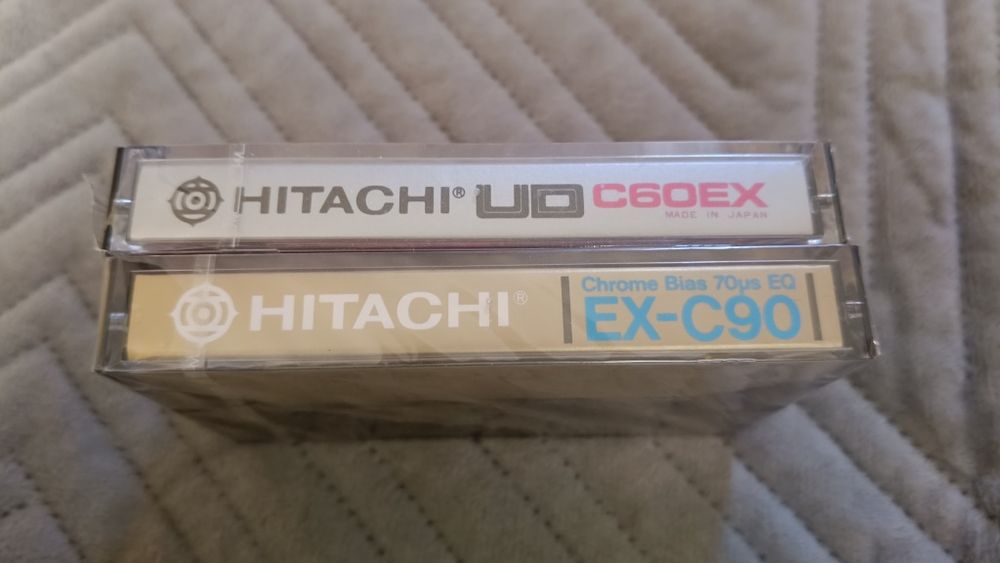 HITACHI® UD C60EX
MADE IN JAPAN
HITACHI®
Chrome Bias 70µs EQ
EX-C90